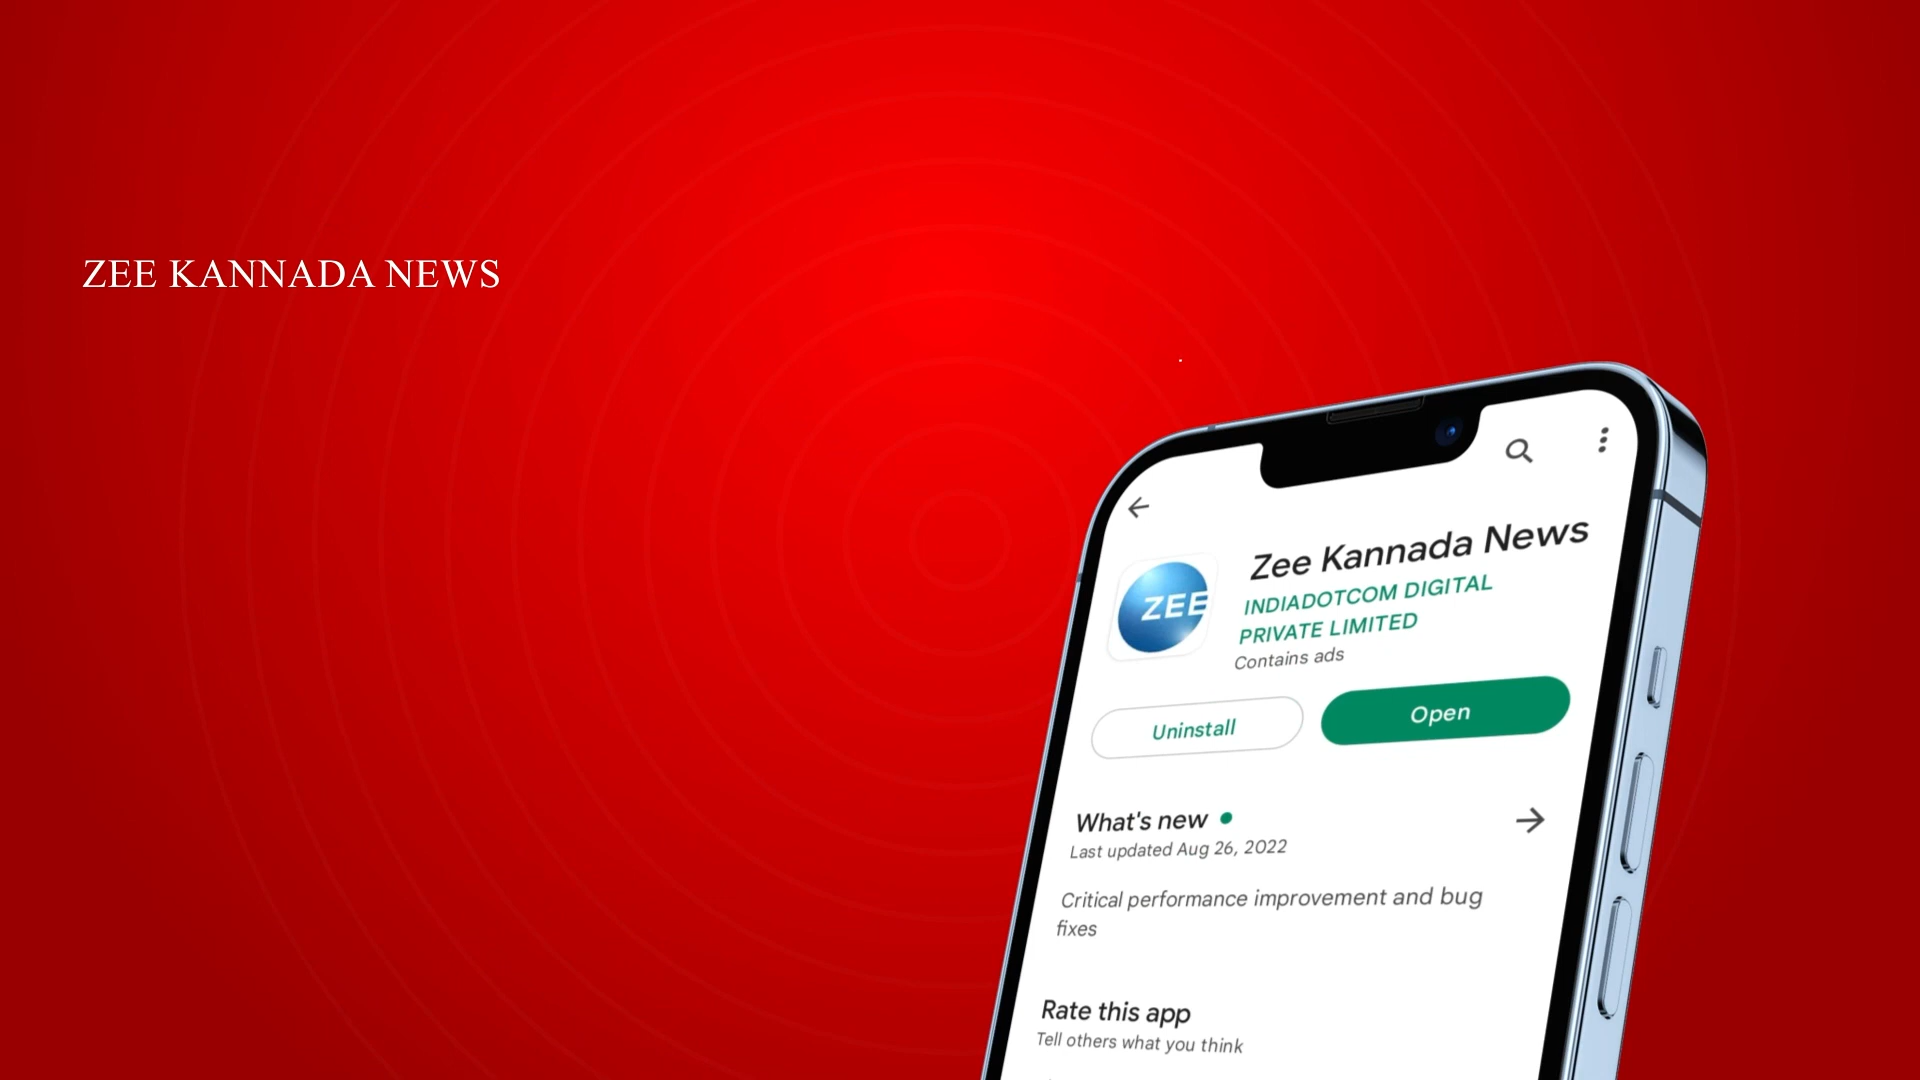 ZEE KANNADA NEWS
Zee Kannada News
INDIADOTCOM DIGITAL
PRIVATE LIMITED
Contains ads
ZEE
Uninstall
Open
What's new
Last updated Aug 26, 2022
Critical performance improvement and bug
fixes
Rate this app
Tell others what you think